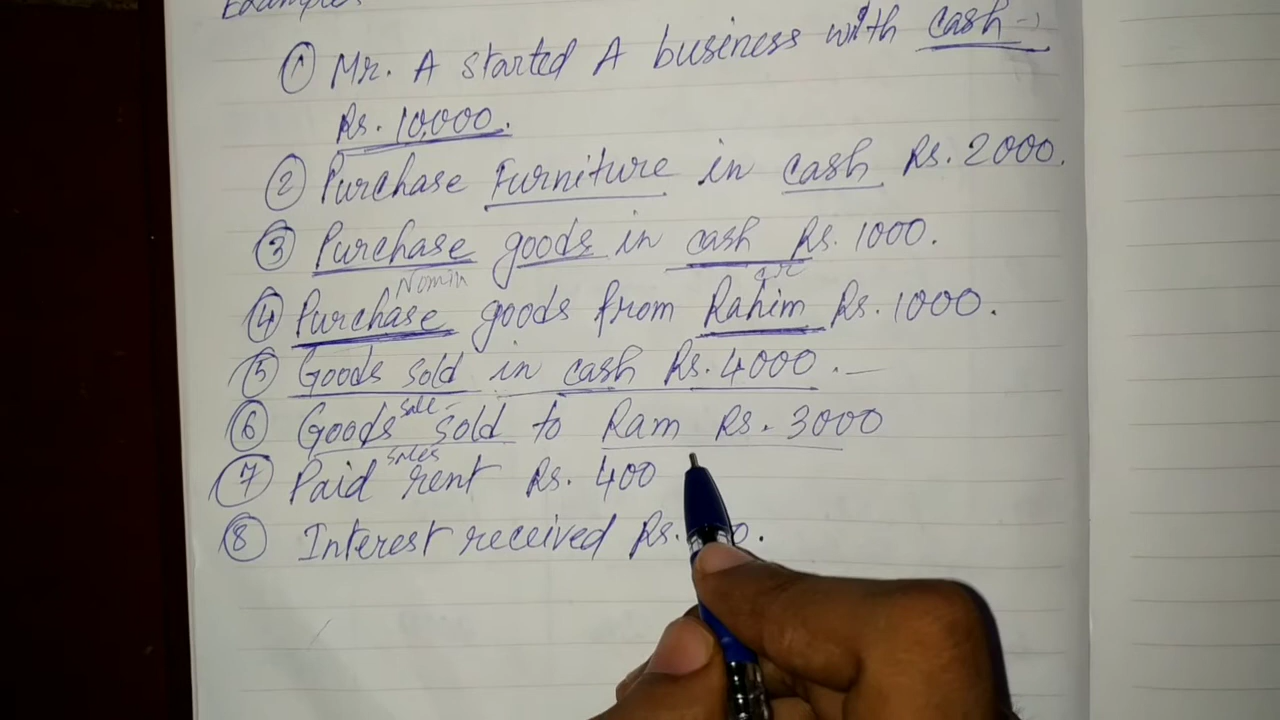 Example
① Mr. A started A business with cash
Rs. 10,000.
② Purchase Furniture in cash Rs. 2000.
③ Purchase goods in cash Rs. 1000.
Nomin
④ Purchase goods from Rahim Rs. 1000.
⑤ Goods sold in cash Rs. 4000.
sale
⑥ Goods sold to Ram Rs. 3000
sales
⑦ Paid rent Rs. 400
⑧ Interest received Rs.